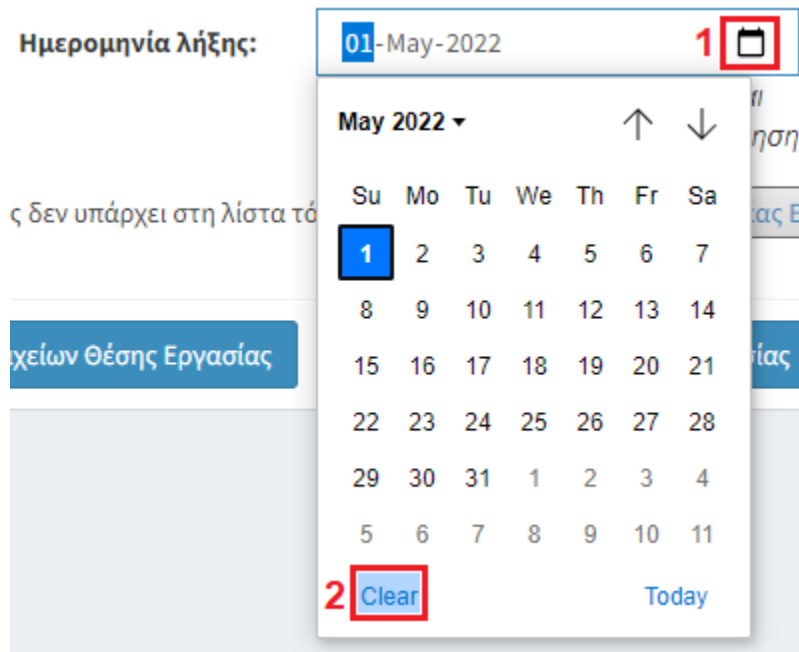 Ημερομηνία λήξης: 01-May-2022 1
May 2022
ηση
Su Mo Tu We Th Fr Sa
ς δεν υπάρχει στη λίστα τό ας Ε
1 2 3 4 5 6 7
8 9 10 11 12 13 14
χείων Θέσης Εργασίας ίας
15 16 17 18 19 20 21
22 23 24 25 26 27 28
29 30 31 1 2 3 4
5 6 7 8 9 10 11
2 Clear Today